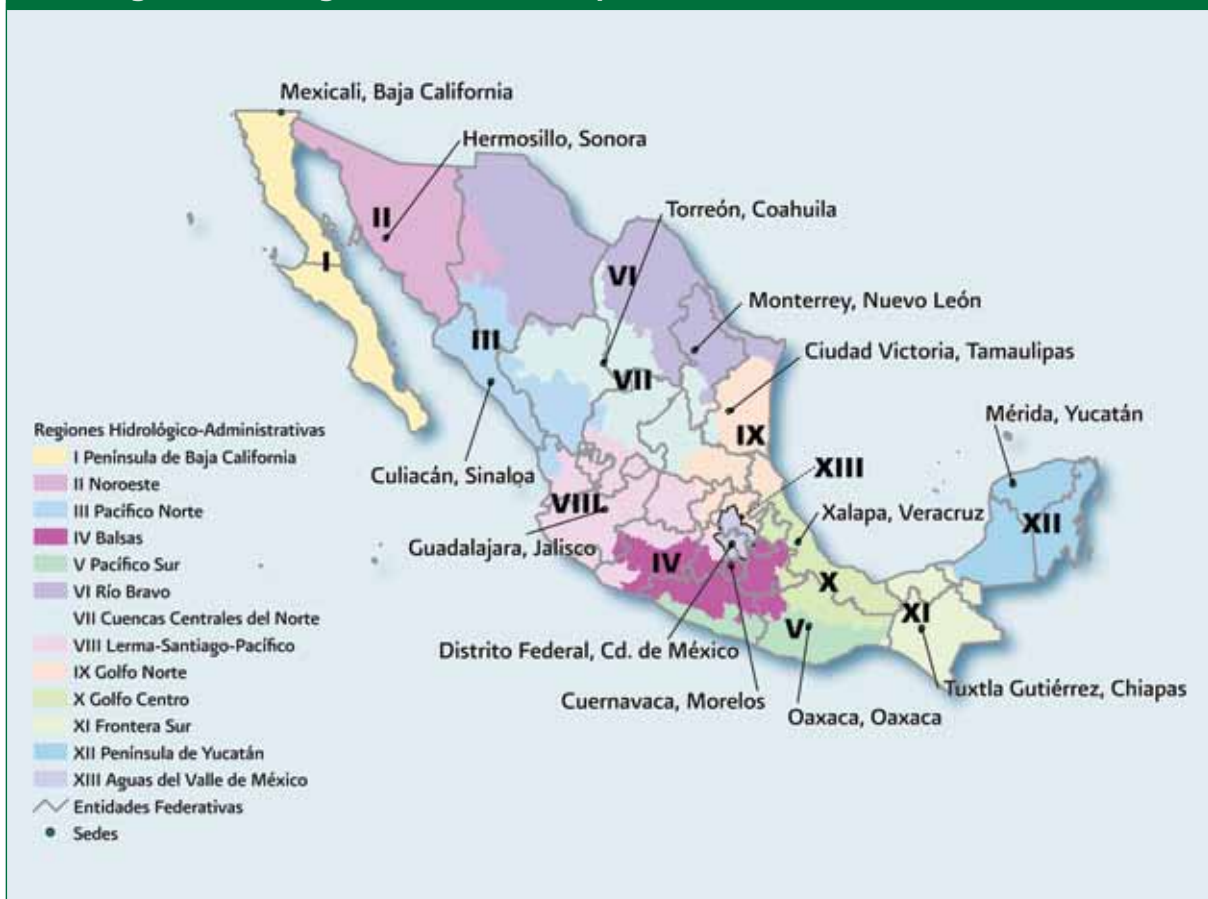 Mexicali, Baja California
Hermosillo, Sonora
II
Torreón, Coahuila
I
VI
Monterrey, Nuevo León
III
Ciudad Victoria, Tamaulipas
VII
Mérida, Yucatán
IX
Culiacán, Sinaloa
XIII
VIII
Xalapa, Veracruz
XII
Guadalajara, Jalisco
IV
X
XI
V
Distrito Federal, Cd. de México
Cuernavaca, Morelos
Tuxtla Gutiérrez, Chiapas
Oaxaca, Oaxaca
Regiones Hidrológico-Administrativas
I Península de Baja California
II Noroeste
III Pacífico Norte
IV Balsas
V Pacífico Sur
VI Río Bravo
VII Cuencas Centrales del Norte
VIII Lerma-Santiago-Pacífico
IX Golfo Norte
X Golfo Centro
XI Frontera Sur
XII Península de Yucatán
XIII Aguas del Valle de México
Entidades Federativas
Sedes